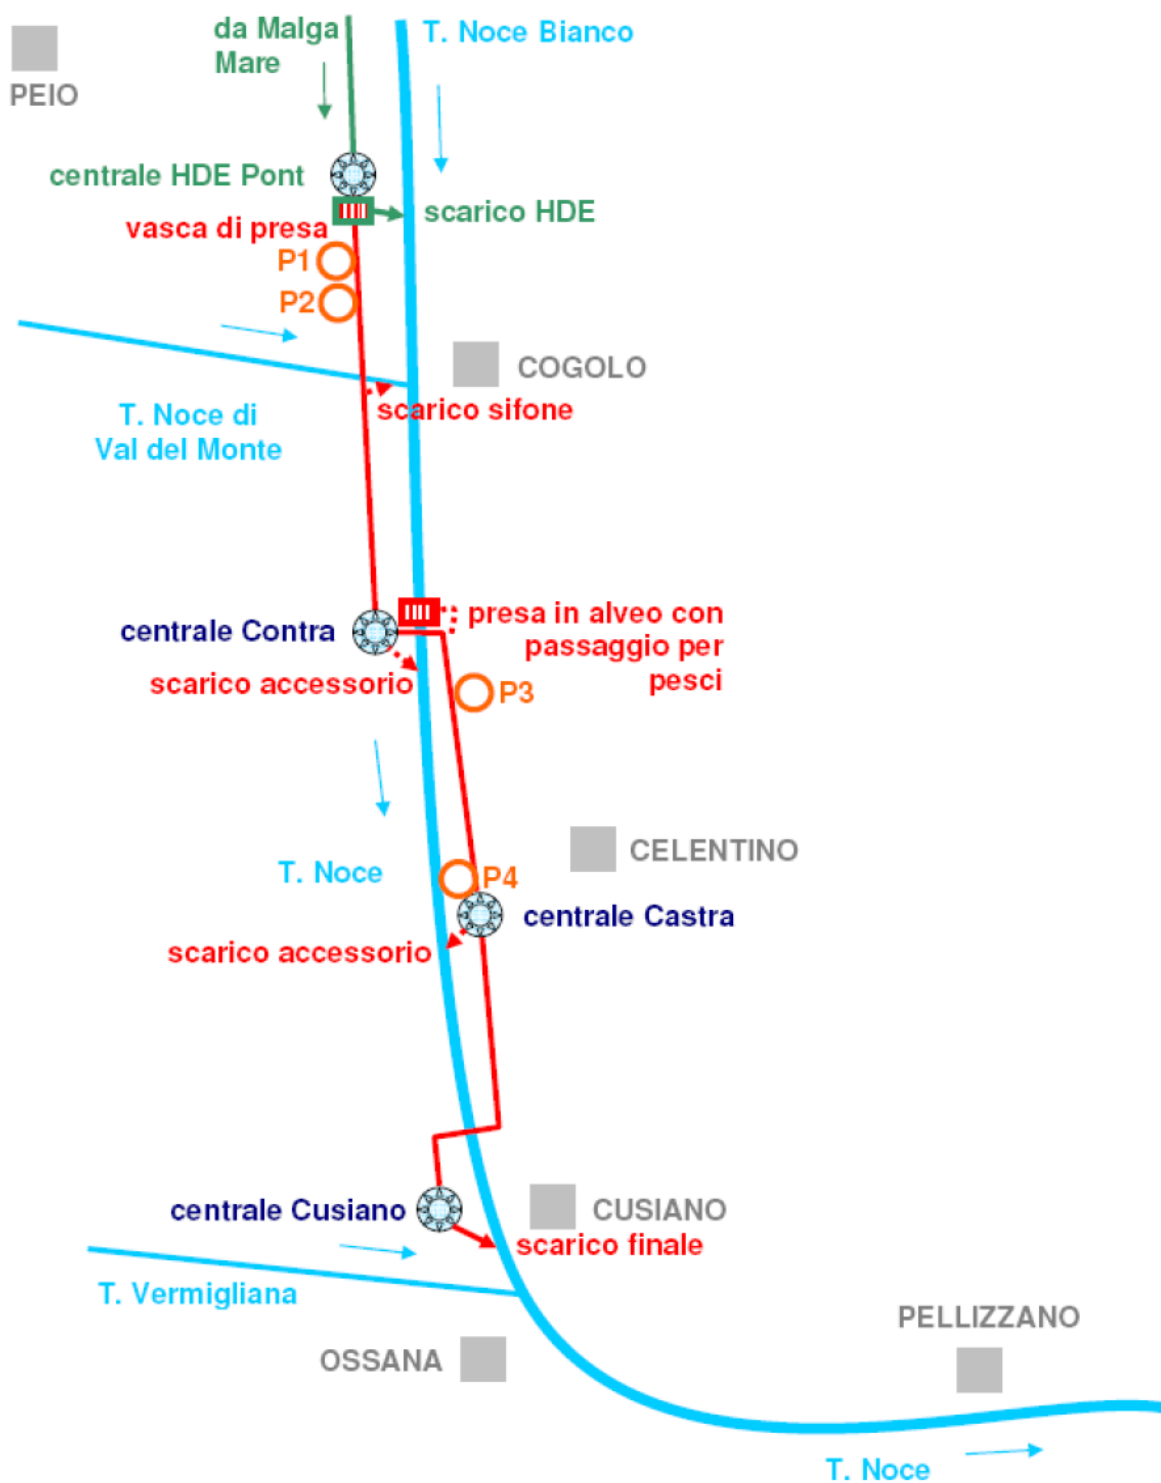 da Malga
Mare
T. Noce Bianco
PEIO
centrale HDE Pont
scarico HDE
vasca di presa
P1
P2
COGOLO
scarico sifone
T. Noce di
Val del Monte
presa in alveo con
passaggio per
pesci
centrale Contra
scarico accessorio
P3
CELENTINO
T. Noce
P4
centrale Castra
scarico accessorio
centrale Cusiano
CUSIANO
scarico finale
T. Vermigliana
PELLIZZANO
OSSANA
T. Noce